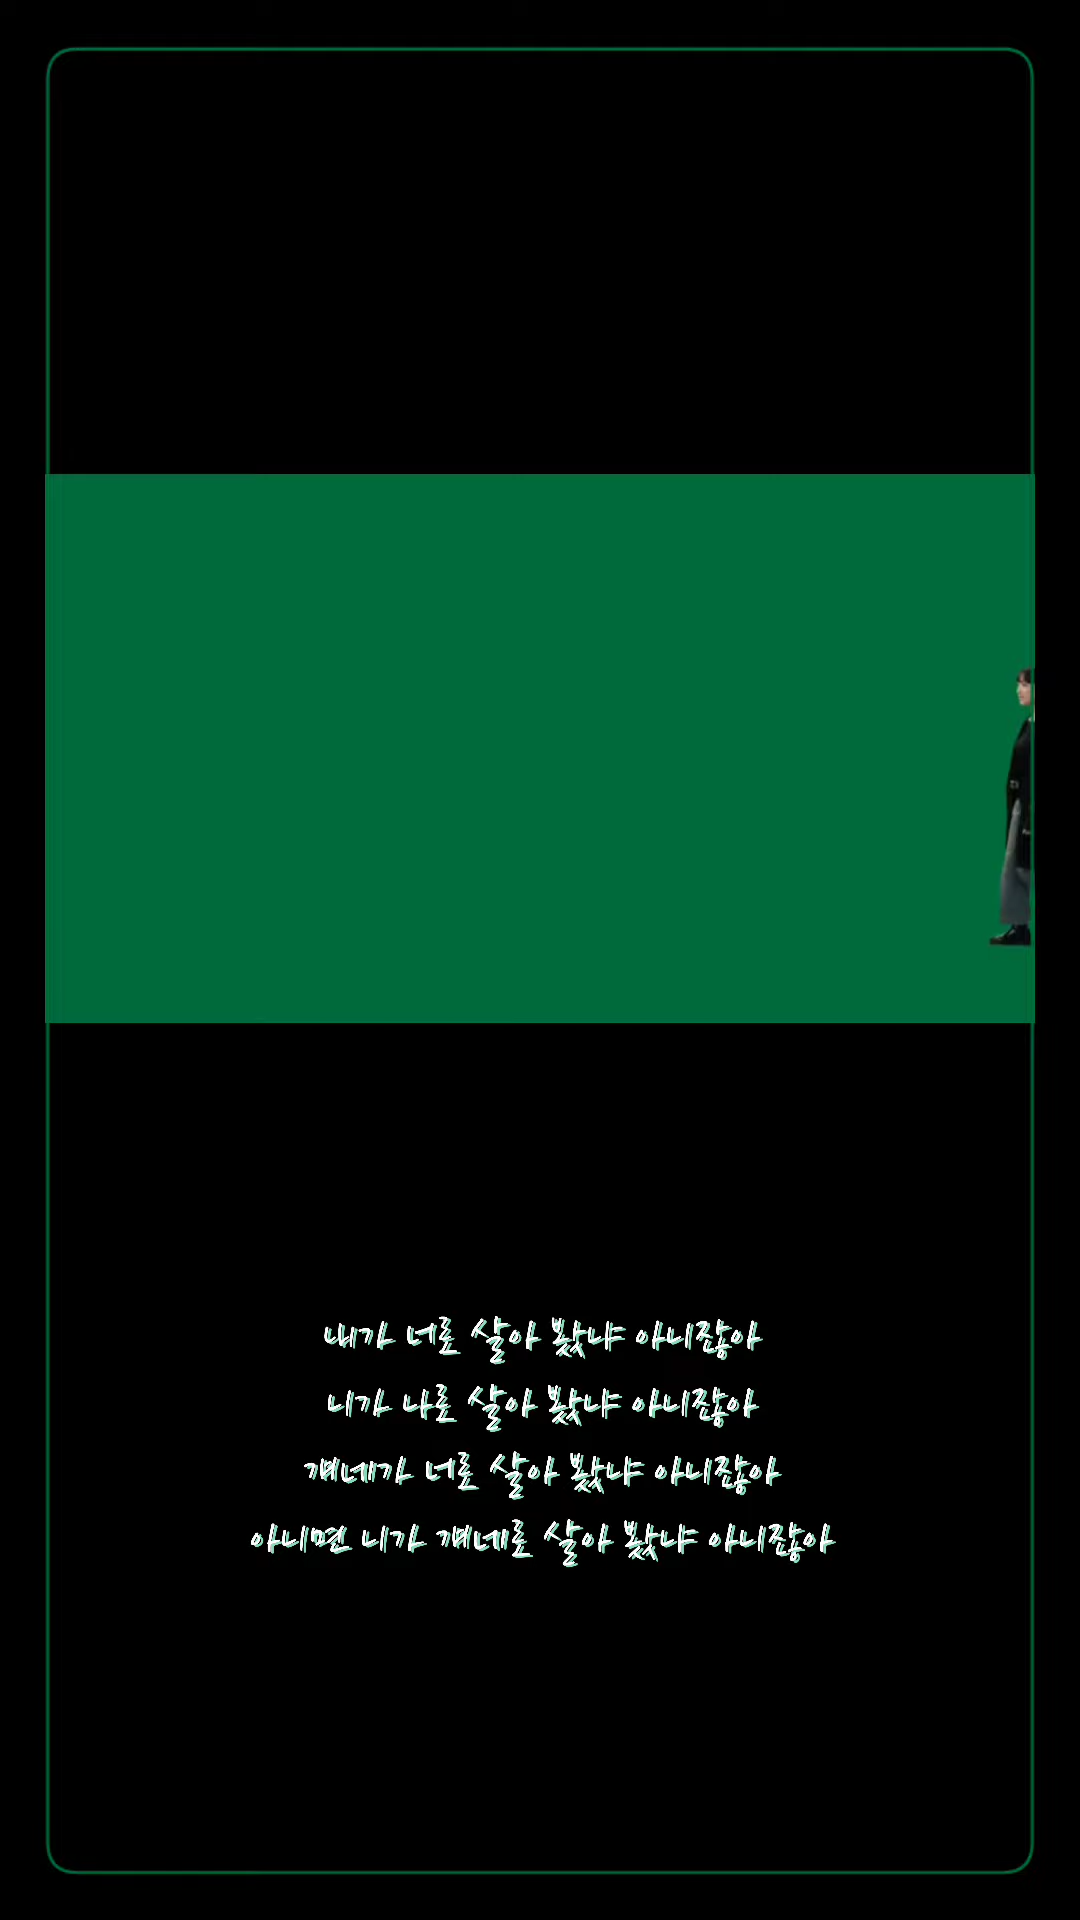 내가 너로 살아 봤냐 아니잖아
니가 나로 살아 봤냐 아니잖아
걔네가 너로 살아 봤냐 아니잖아
아니면 니가 걔네로 살아 봤냐 아니잖아